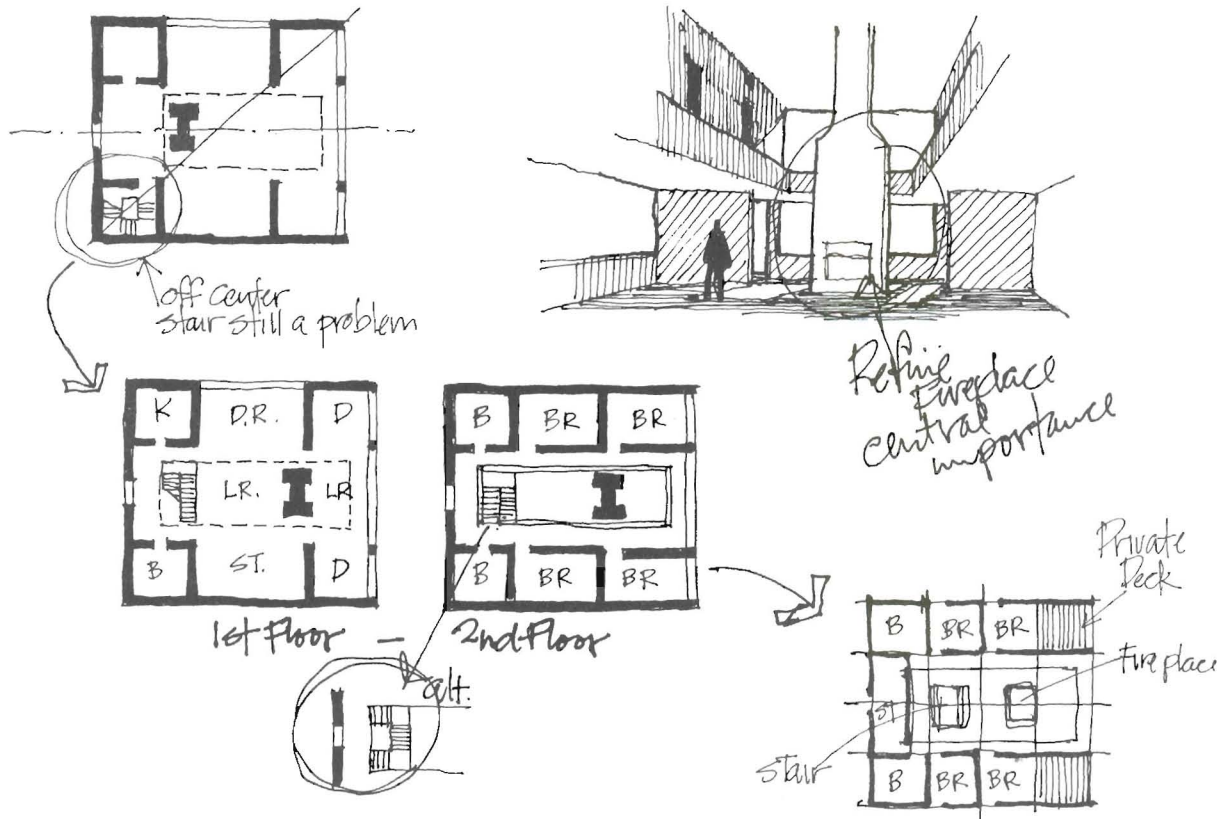 off center
stair still a problem
Refine
Fireplace
central
importance
K
D.R.
D
LR.
LR
B
ST.
D
1st Floor
B
BR
BR
B
BR
BR
2nd Floor
alt.
Private
Deck
B
BR
BR
Fireplace
ST
Stair
B
BR
BR